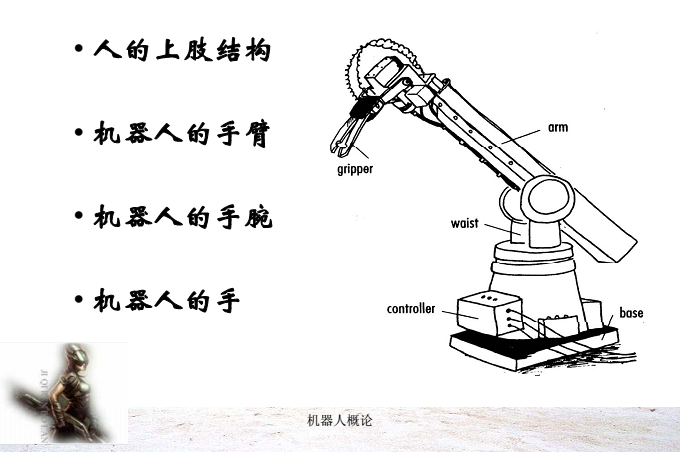 • 人的上肢结构
• 机器人的手臂
• 机器人的手腕
• 机器人的手
arm
gripper
waist
controller
base
机器人概论